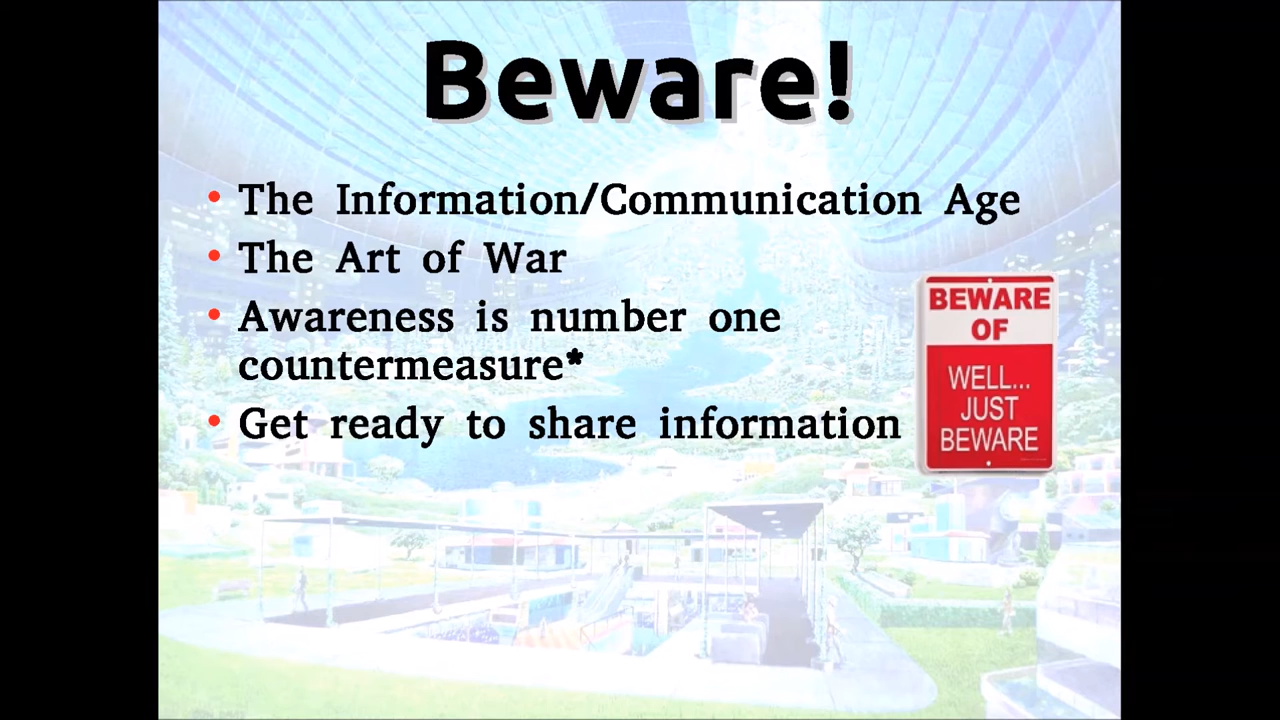 Beware!
• The Information/Communication Age
• The Art of War
• Awareness is number one
countermeasure*
• Get ready to share information
BEWARE
OF
WELL...
JUST
BEWARE